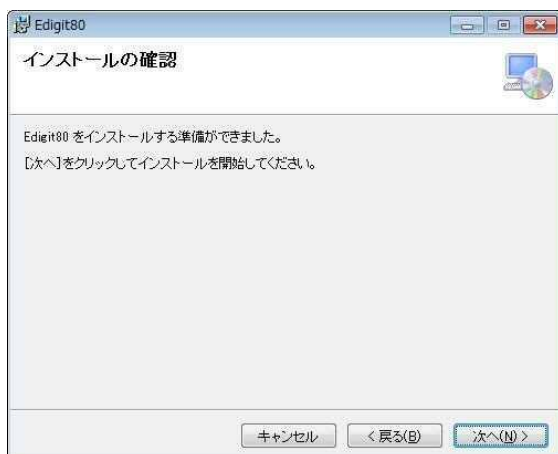 Edigit80
インストールの確認
Edigit80 をインストールする準備ができました。
[次へ]をクリックしてインストールを開始してください。
キャンセル
< 戻る(B)
次へ(N) >